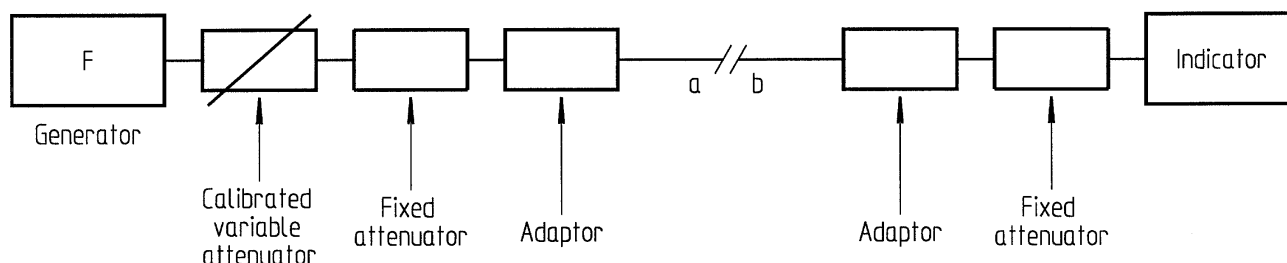 F
a
b
Indicator
Generator
Calibrated
variable
attenuator
Fixed
attenuator
Adaptor
Adaptor
Fixed
attenuator